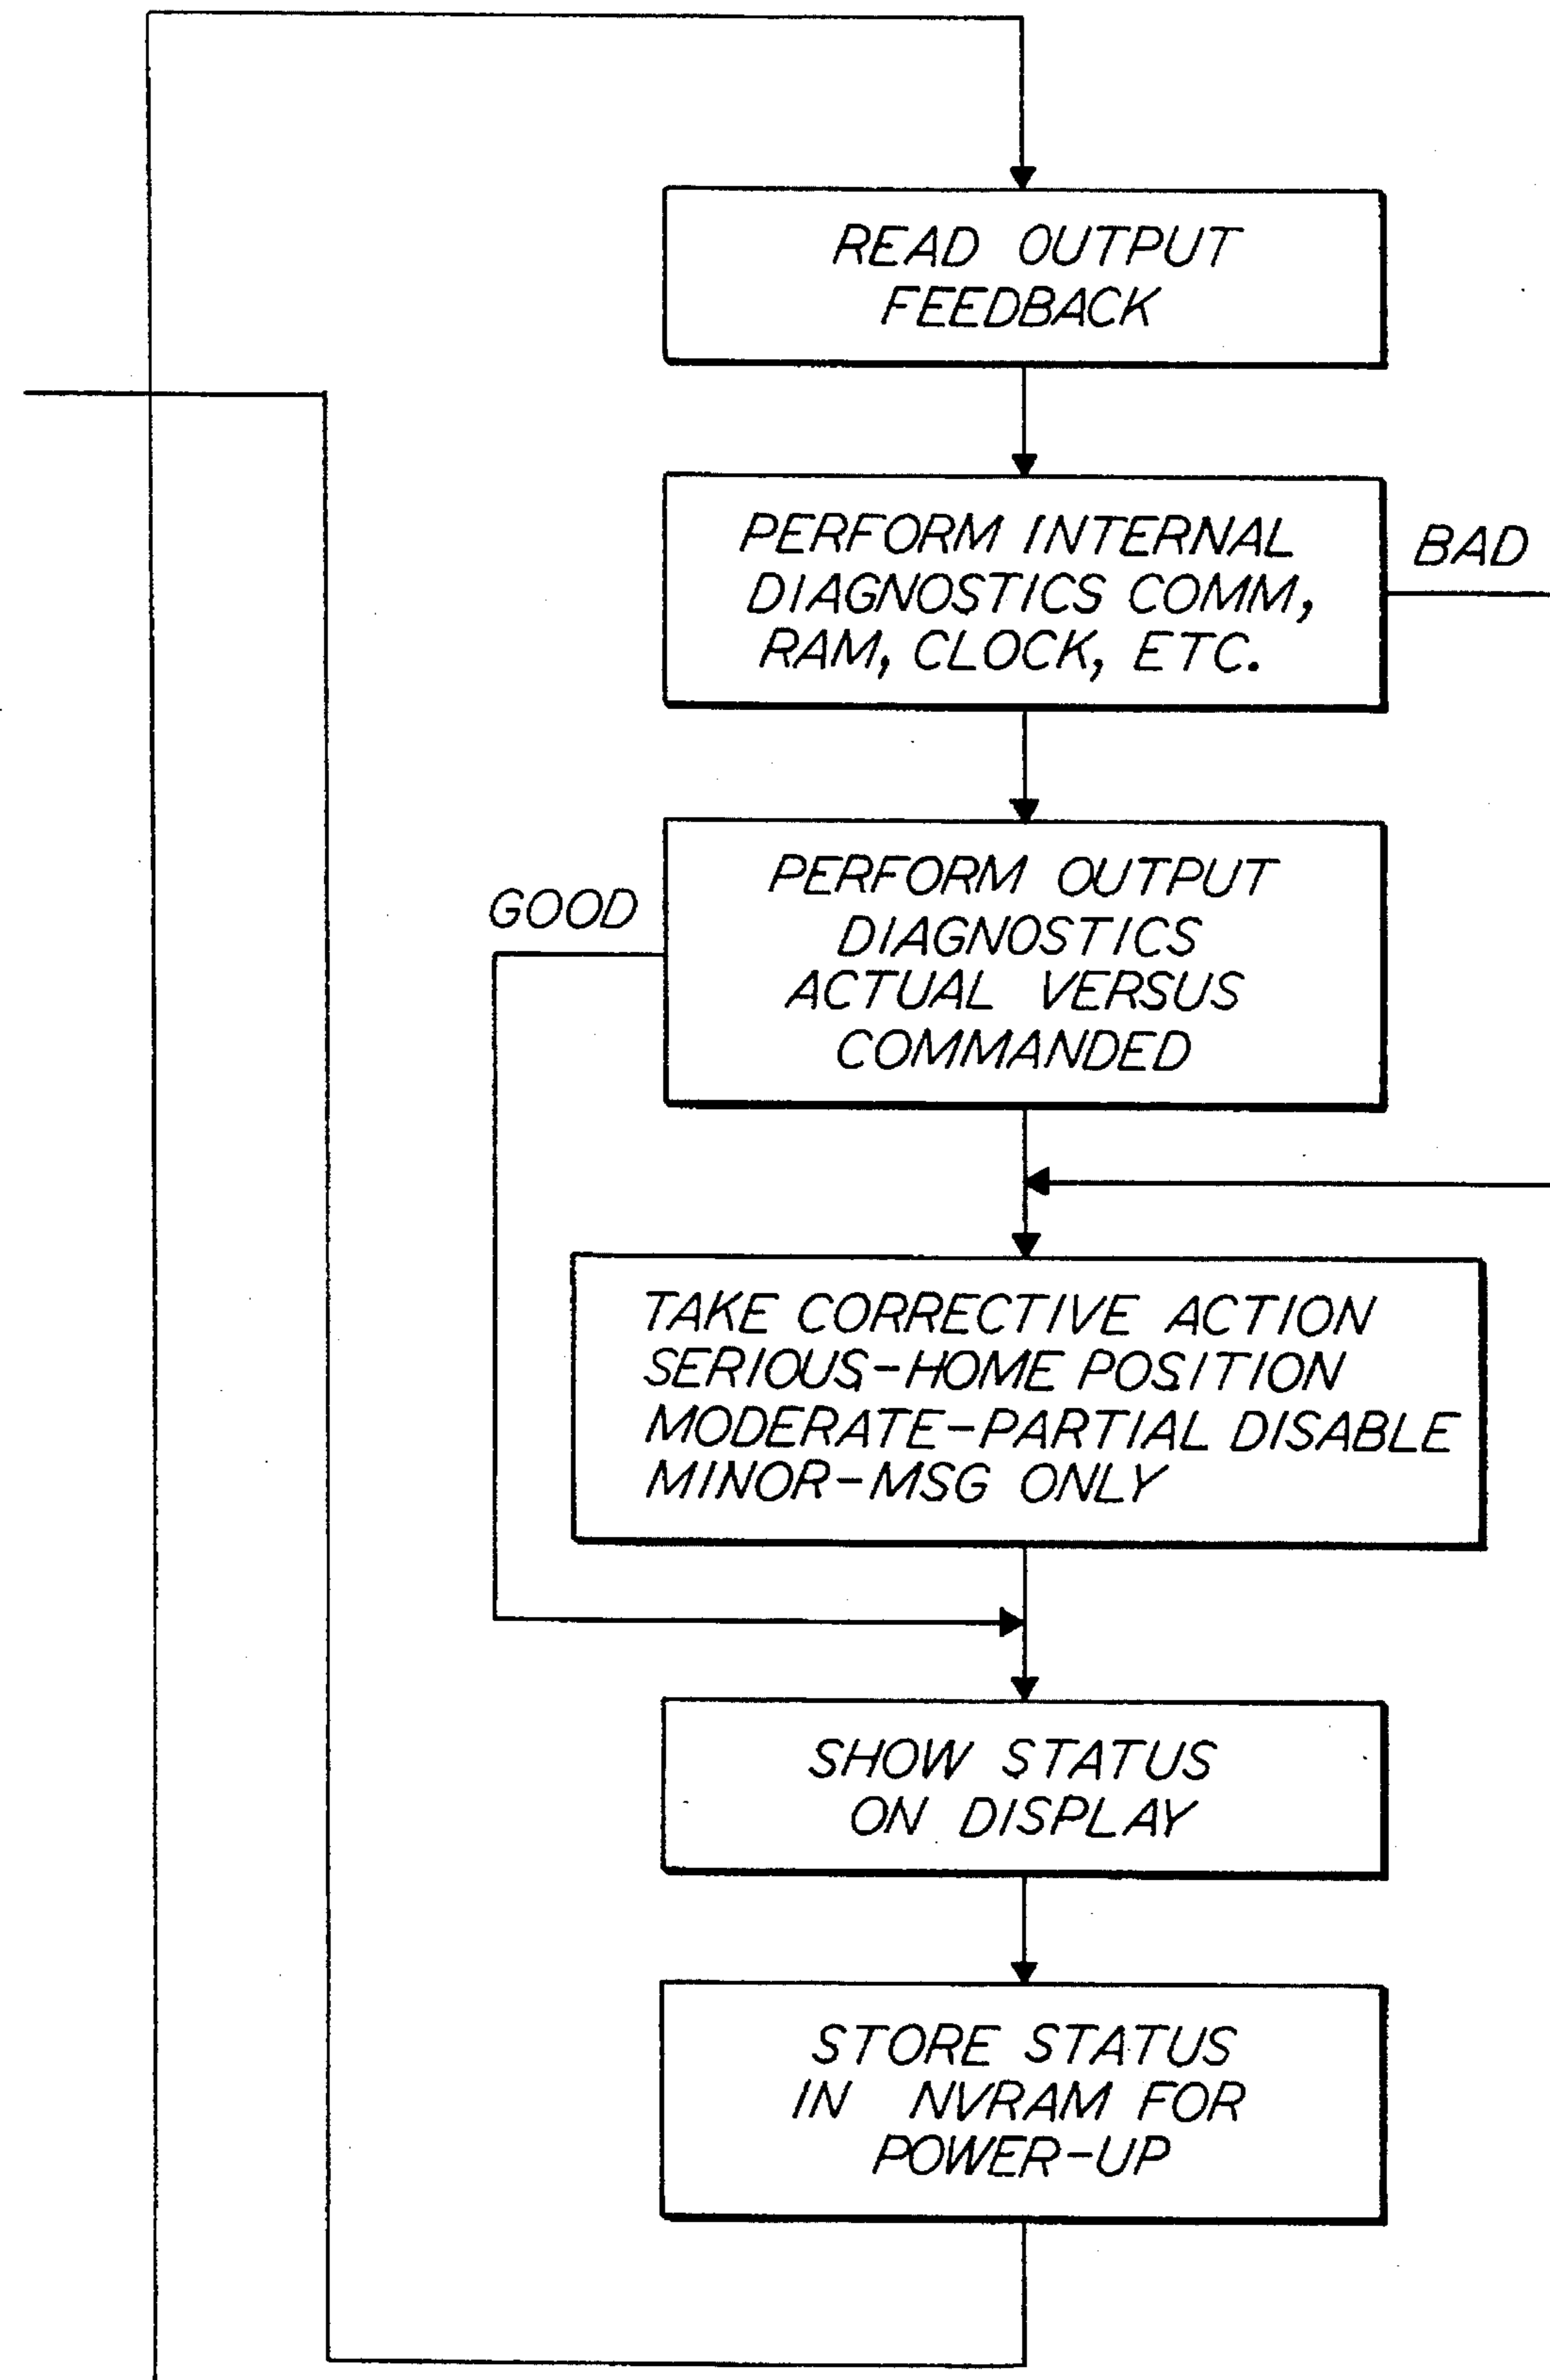 READ OUTPUT
FEEDBACK
PERFORM INTERNAL
DIAGNOSTICS COMM,
RAM, CLOCK, ETC.
BAD
PERFORM OUTPUT
DIAGNOSTICS
ACTUAL VERSUS
COMMANDED
GOOD
TAKE CORRECTIVE ACTION
SERIOUS-HOME POSITION
MODERATE-PARTIAL DISABLE
MINOR-MSG ONLY
SHOW STATUS
ON DISPLAY
STORE STATUS
IN NVRAM FOR
POWER-UP